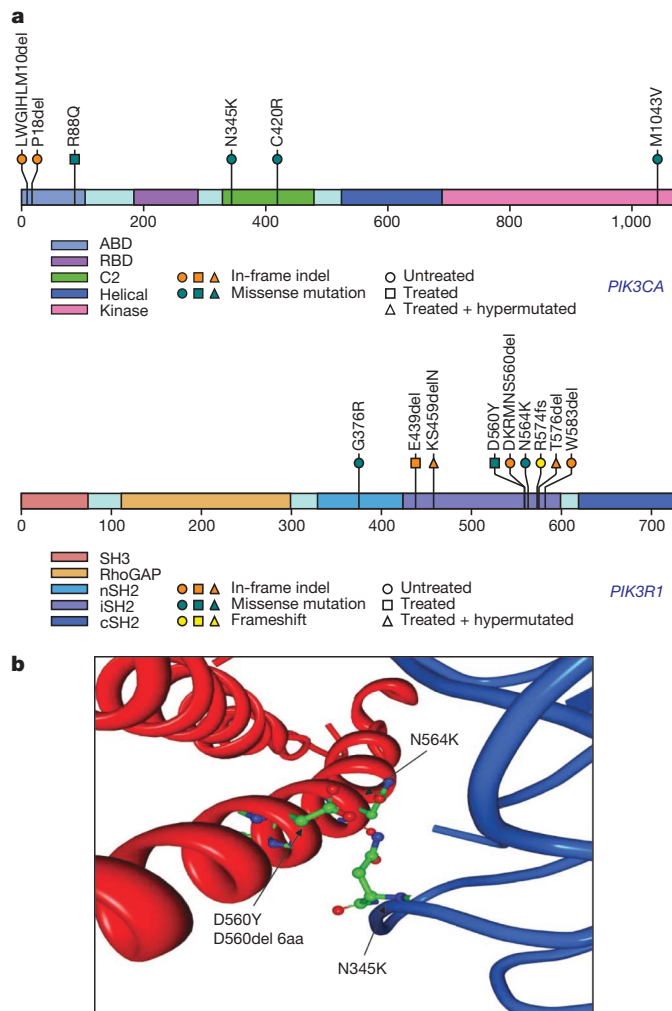 a
LWGIHLM10del
P18del
R88Q
N345K
C420R
M1043V
0 200 400 600 800 1,000
ABD
RBD
C2
Helical
Kinase
In-frame indel
Missense mutation
Untreated
Treated
Treated + hypermutated
PIK3CA
G376R
E439del
KS459delN
D560Y
DKRMNS560del
N564K
R574fs
T576del
W583del
0 100 200 300 400 500 600 700
SH3
RhoGAP
nSH2
iSH2
cSH2
In-frame indel
Missense mutation
Frameshift
Untreated
Treated
Treated + hypermutated
PIK3R1
b
N564K
D560Y
D560del 6aa
N345K